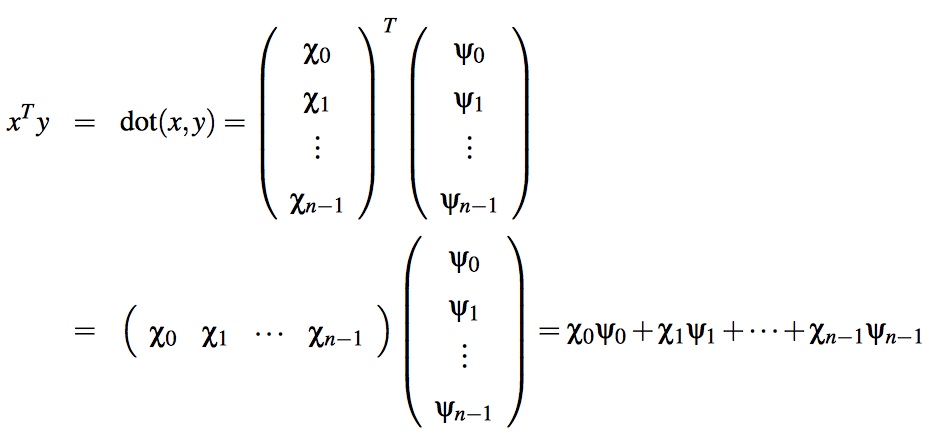 x^T y = dot(x, y) = ( χ0 χ1 ⋮ χn−1 )^T ( ψ0 ψ1 ⋮ ψn−1 )
= ( χ0 χ1 ⋯ χn−1 ) ( ψ0 ψ1 ⋮ ψn−1 ) = χ0ψ0 + χ1ψ1 + ⋯ + χn−1ψn−1